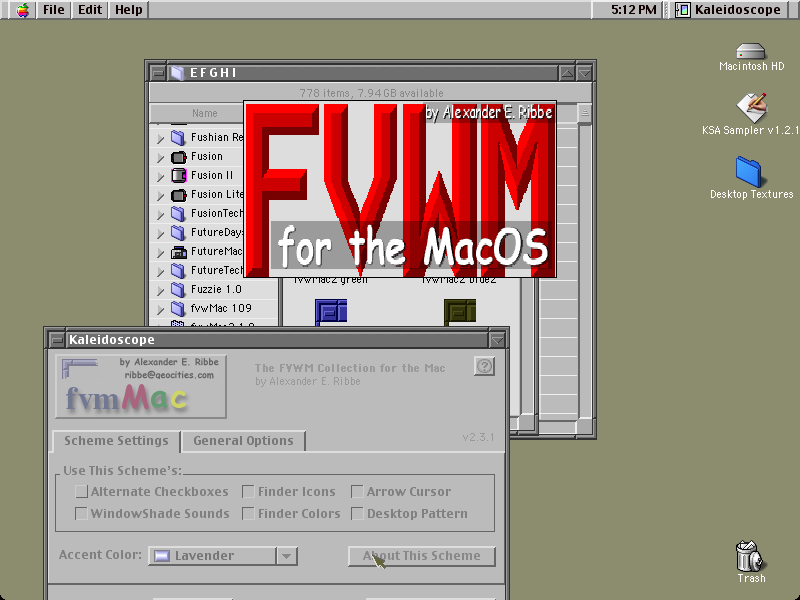 File Edit Help
5:12 PM
Kaleidoscope
Macintosh HD
KSA Sampler v1.2.1
Desktop Textures
Trash
E F G H I
778 items, 7.94 GB available
Name
Fushian Re
Fusion
Fusion II
Fusion Lite
FusionTech
FutureDays
FutureMac
FutureTech
Fuzzie 1.0
fvwMac 109
fvwMac2 1.0
by Alexander E. Ribbe
FVWM
for the MacOS
fvwMac2 green
fvwMac2 blue2
Kaleidoscope
by Alexander E. Ribbe
ribbe@geocities.com
fvmMac
The FVWM Collection for the Mac
by Alexander E. Ribbe
?
Scheme Settings
General Options
v2.3.1
Use This Scheme's:
Alternate Checkboxes
Finder Icons
Arrow Cursor
WindowShade Sounds
Finder Colors
Desktop Pattern
Accent Color:
Lavender
About This Scheme